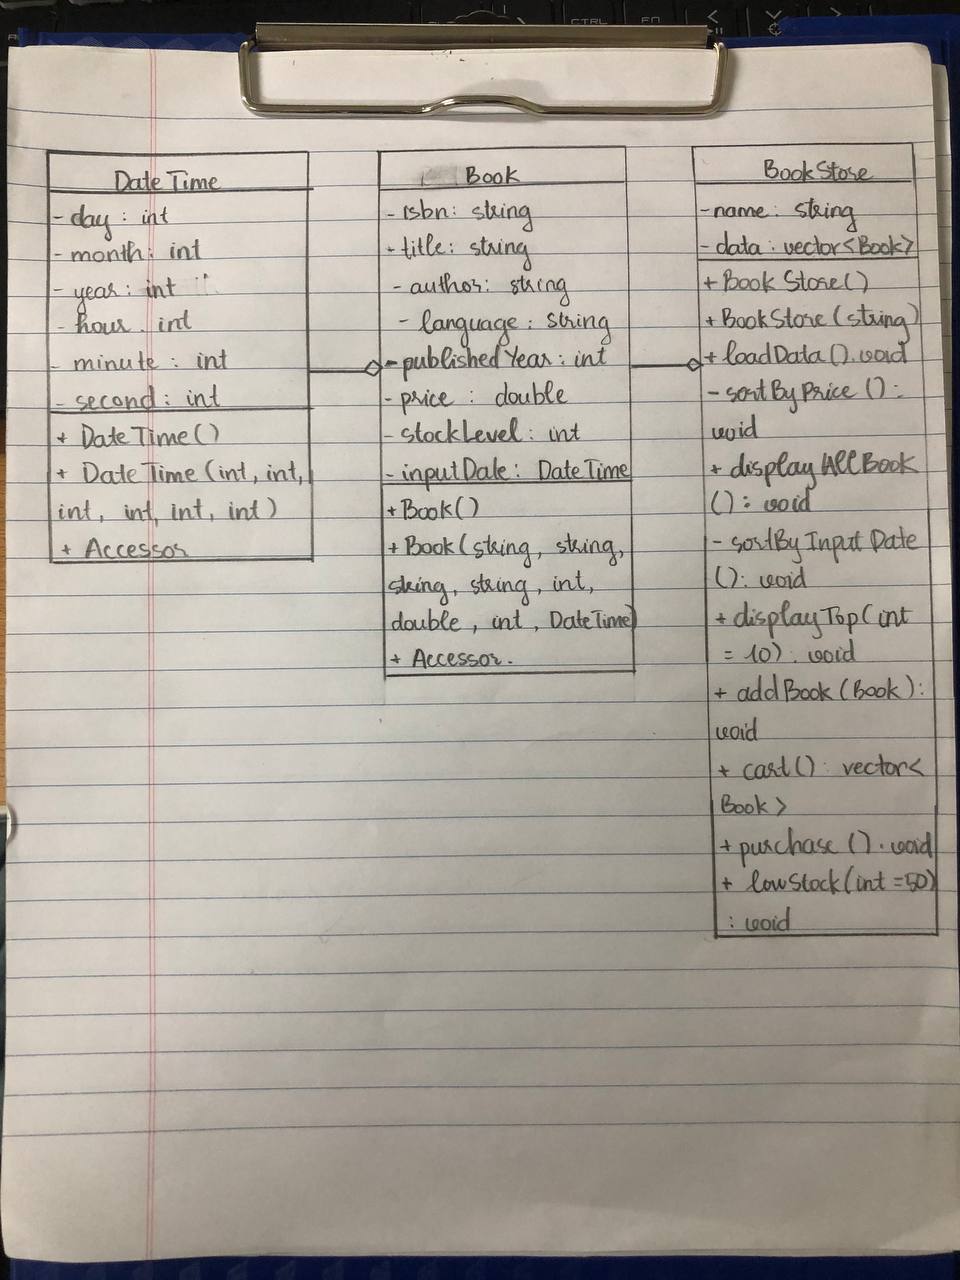 CTRL FN
DateTime
- day : int
- month : int
- year : int
- hour . int
- minute : int
- second : int
+ DateTime()
+ DateTime (int, int,
int, int, int, int)
+ Accessor
Book
- isbn: string
- title: string
- author: string
- language : string
- publishedYear : int
- price : double
- stockLevel : int
- inputDate : DateTime
+ Book()
+ Book (string, string,
string, string, int,
double, int, DateTime)
+ Accessor.
BookStore
- name: string
- data : vector<Book>
+ BookStore()
+ BookStore (string)
+ loadData().void
- sortByPrice () :
void
+ displayAllBook
() : void
- sortByInputDate
() : void
+ displayTop(int
= 10) . void
+ addBook (Book) :
void
+ cart() : vector<
Book>
+ purchase () . void
+ lowStock(int =50)
: void